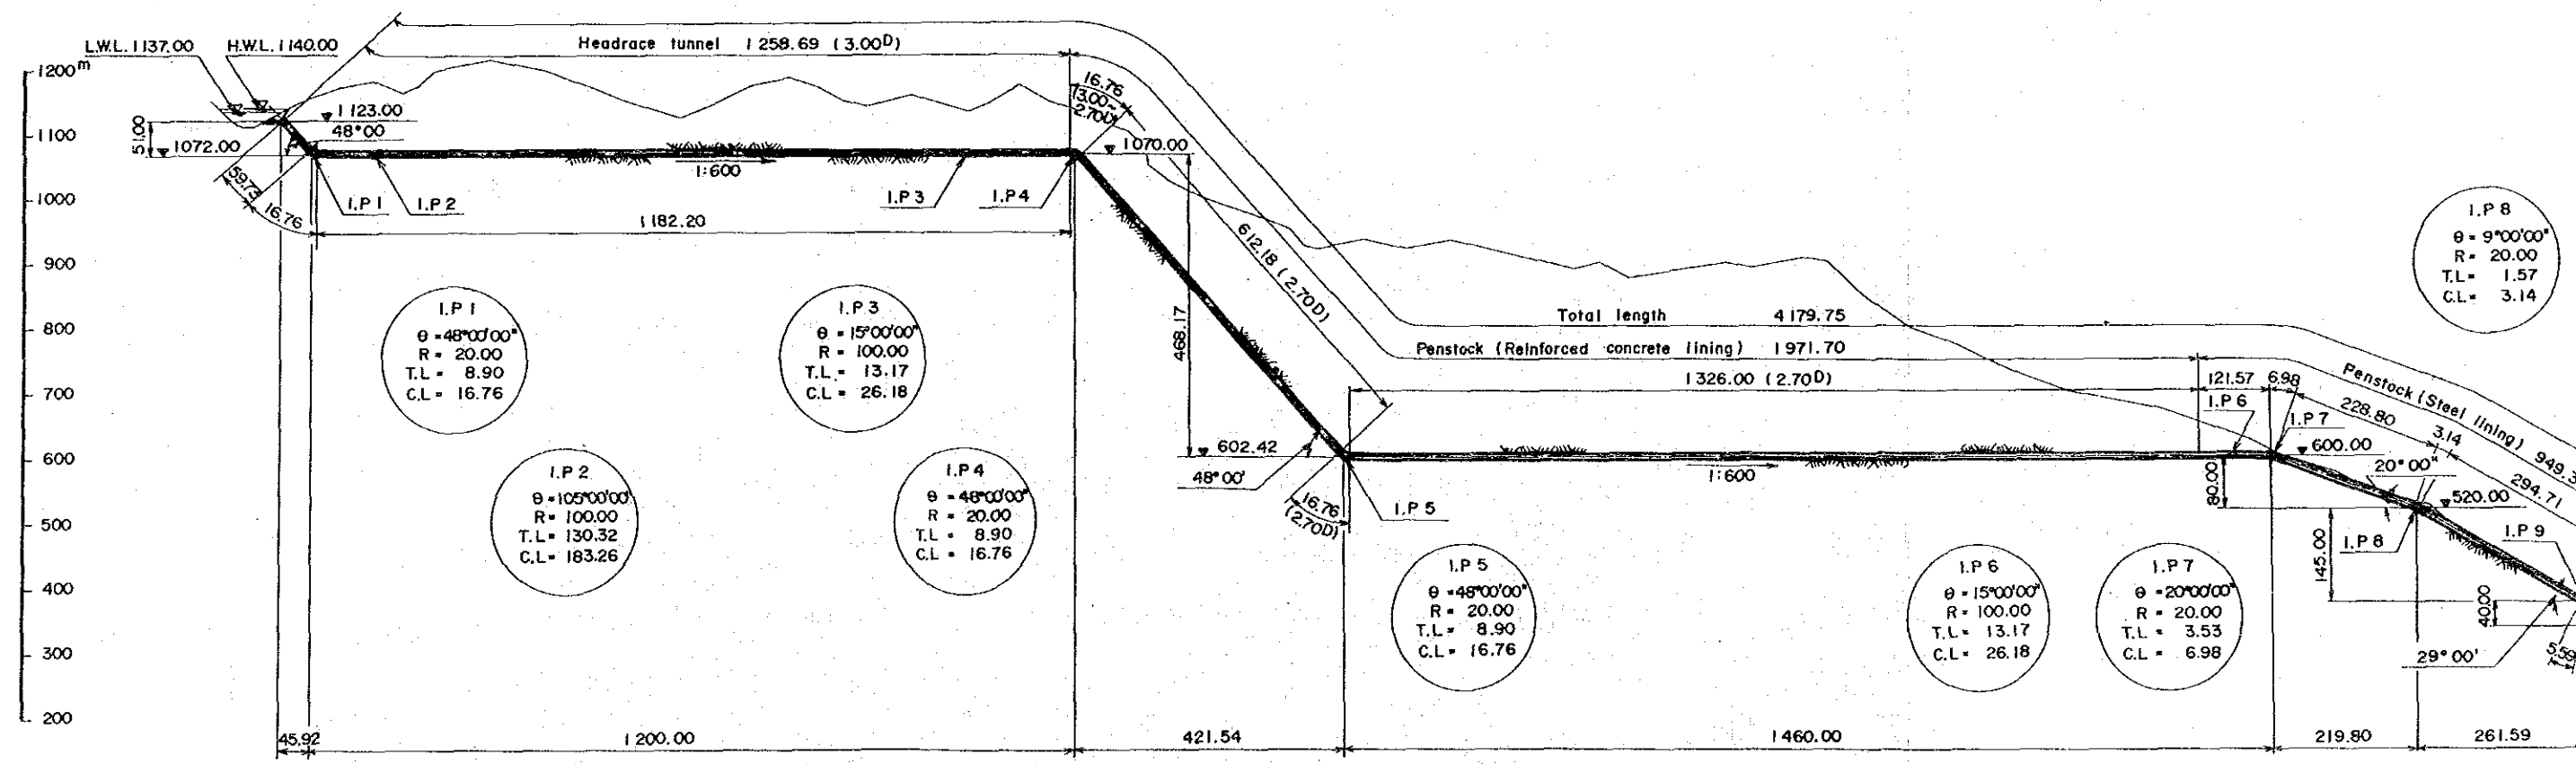 L.W.L. 1137.00
H.W.L. 1140.00
Headrace tunnel 1 258.69 (3.00D)
1200 m
1100
1000
900
800
700
600
500
400
300
200
51.00
1 123.00
48°00
1072.00
59.73
16.76
1:600
I.P 1
I.P 2
I.P 3
I.P 4
1 182.20
16.76
(3.00~
2.70D)
1 070.00
612.18 (2.70D)
468.17
602.42
48°00'
16.76
(2.70D)
I.P 5
Total length 4 179.75
Penstock (Reinforced concrete lining) 1 971.70
1 326.00 (2.70D)
1:600
121.57
6.98
I.P 6
I.P 7
Penstock (Steel lining) 949.3
228.80
3.14
294.71
600.00
20°00"
80.00
520.00
I.P 8
I.P 9
145.00
40.00
29°00'
5.59
I.P 1
θ = 48°00'00"
R = 20.00
T.L = 8.90
C.L = 16.76
I.P 2
θ = 105°00'00"
R = 100.00
T.L = 130.32
C.L = 183.26
I.P 3
θ = 15°00'00"
R = 100.00
T.L = 13.17
C.L = 26.18
I.P 4
θ = 48°00'00"
R = 20.00
T.L = 8.90
C.L = 16.76
I.P 5
θ = 48°00'00"
R = 20.00
T.L = 8.90
C.L = 16.76
I.P 6
θ = 15°00'00"
R = 100.00
T.L = 13.17
C.L = 26.18
I.P 7
θ = 20°00'00"
R = 20.00
T.L = 3.53
C.L = 6.98
I.P 8
θ = 9°00'00"
R = 20.00
T.L = 1.57
C.L = 3.14
45.92
1 200.00
421.54
1 460.00
219.80
261.59